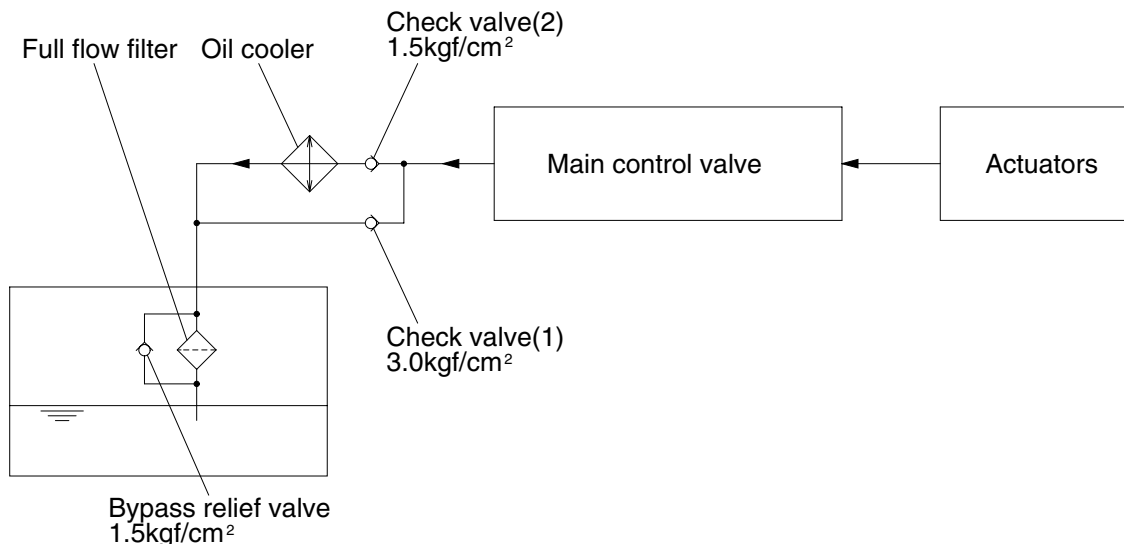 Check valve(2)
1.5kgf/cm²
Full flow filter
Oil cooler
Main control valve
Actuators
Check valve(1)
3.0kgf/cm²
Bypass relief valve
1.5kgf/cm²